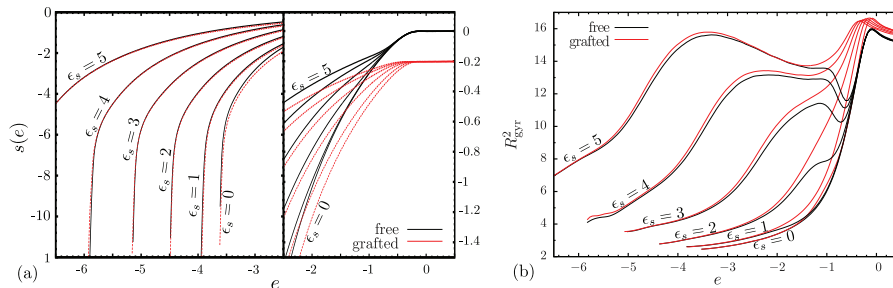 0
-2
-4
-6
-8
-10
1
s(e)
ϵs = 5
ϵs = 4
ϵs = 3
ϵs = 2
ϵs = 1
ϵs = 0
-6
-5
-4
-3
ϵs = 5
ϵs = 0
free
grafted
0
-0.2
-0.4
-0.6
-0.8
-1
-1.2
-1.4
-2
-1
0
e
(a)
16
14
12
10
8
6
4
2
R²gyr
free
grafted
ϵs = 5
ϵs = 4
ϵs = 3
ϵs = 2
ϵs = 1
ϵs = 0
-6
-5
-4
-3
-2
-1
0
e
(b)